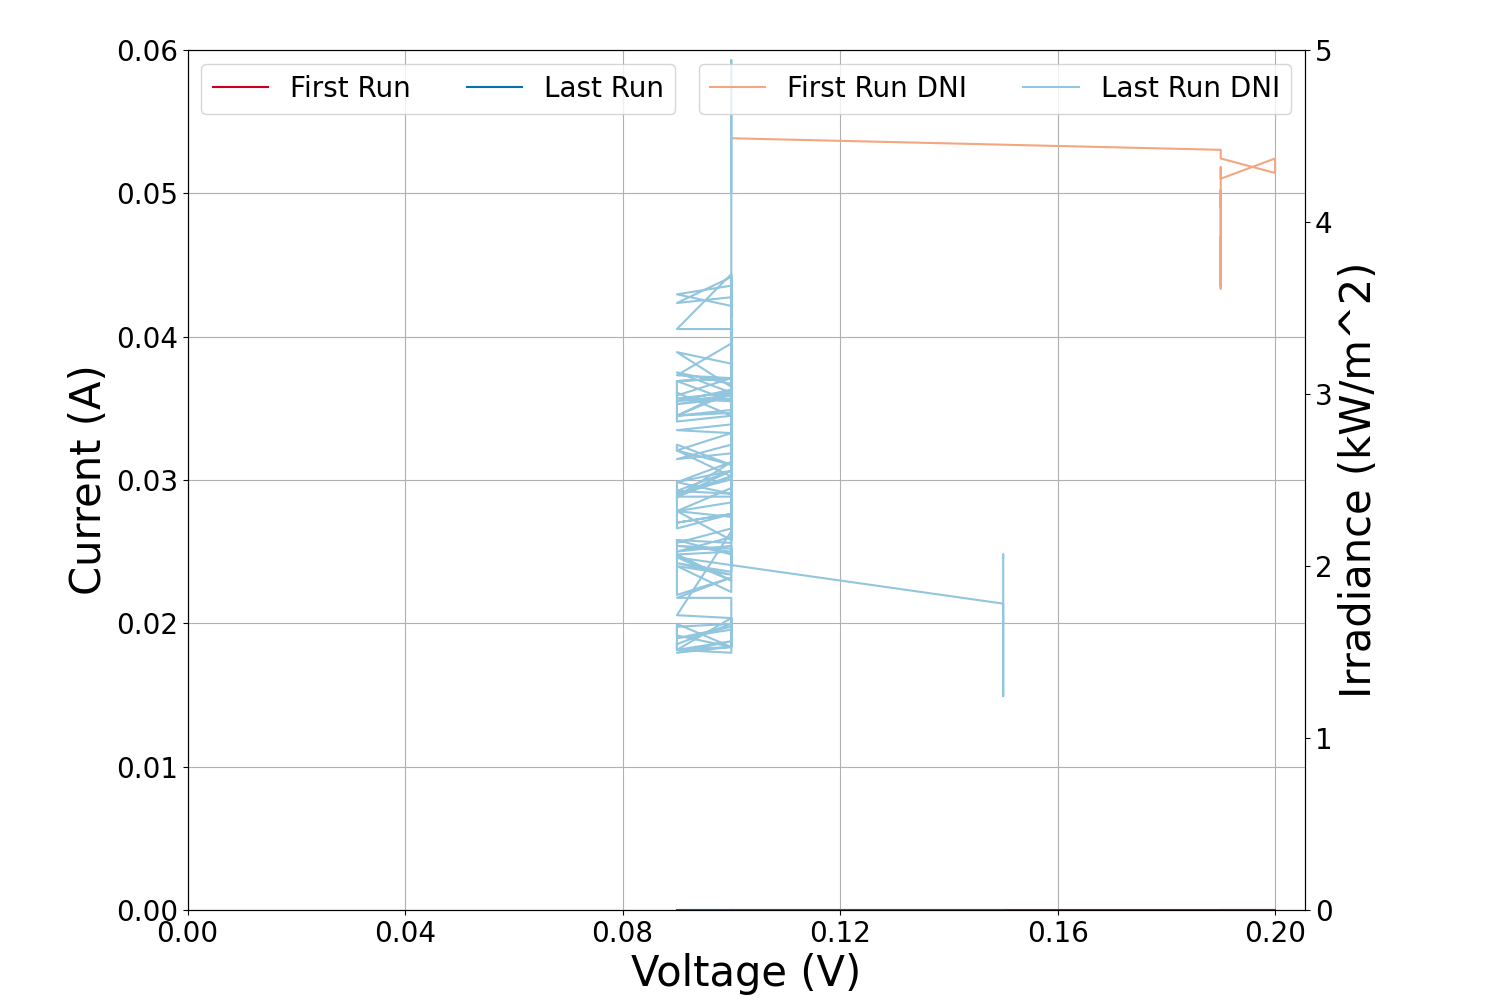 First Run
Last Run
First Run DNI
Last Run DNI
0.06
0.05
0.04
0.03
0.02
0.01
0.00
Current (A)
5
4
3
2
1
0
Irradiance (kW/m^2)
0.00 0.04 0.08 0.12 0.16 0.20
Voltage (V)